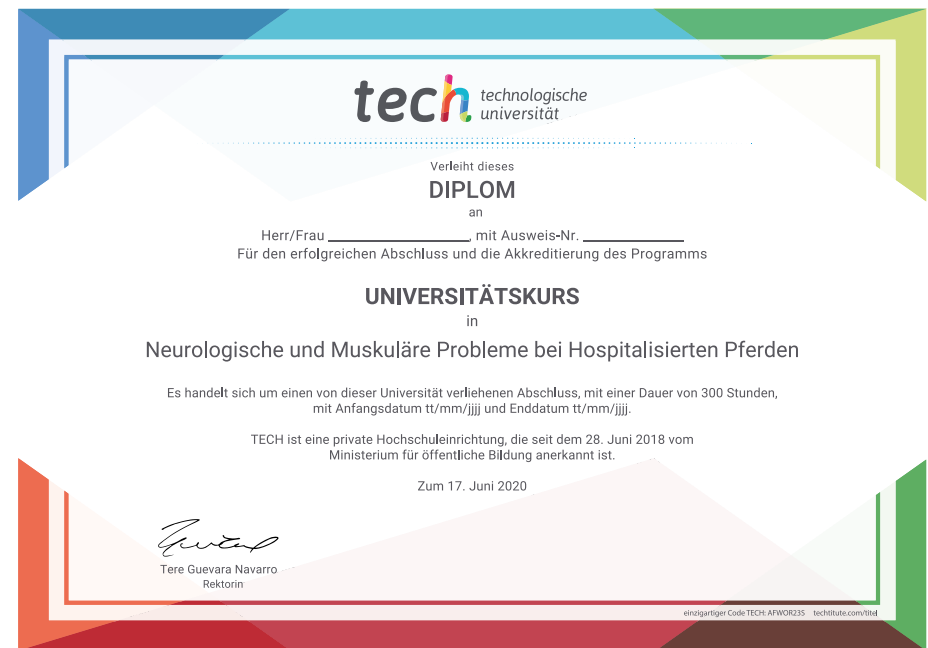 tech technologische
universität
Verleiht dieses
DIPLOM
an
Herr/Frau ____________________, mit Ausweis-Nr. ______________
Für den erfolgreichen Abschluss und die Akkreditierung des Programms
UNIVERSITÄTSKURS
in
Neurologische und Muskuläre Probleme bei Hospitalisierten Pferden
Es handelt sich um einen von dieser Universität verliehenen Abschluss, mit einer Dauer von 300 Stunden,
mit Anfangsdatum tt/mm/jjjj und Enddatum tt/mm/jjjj.
TECH ist eine private Hochschuleinrichtung, die seit dem 28. Juni 2018 vom
Ministerium für öffentliche Bildung anerkannt ist.
Zum 17. Juni 2020
Tere Guevara Navarro
Rektorin
einzigartiger Code TECH: AFWOR23S techtitute.com/titel